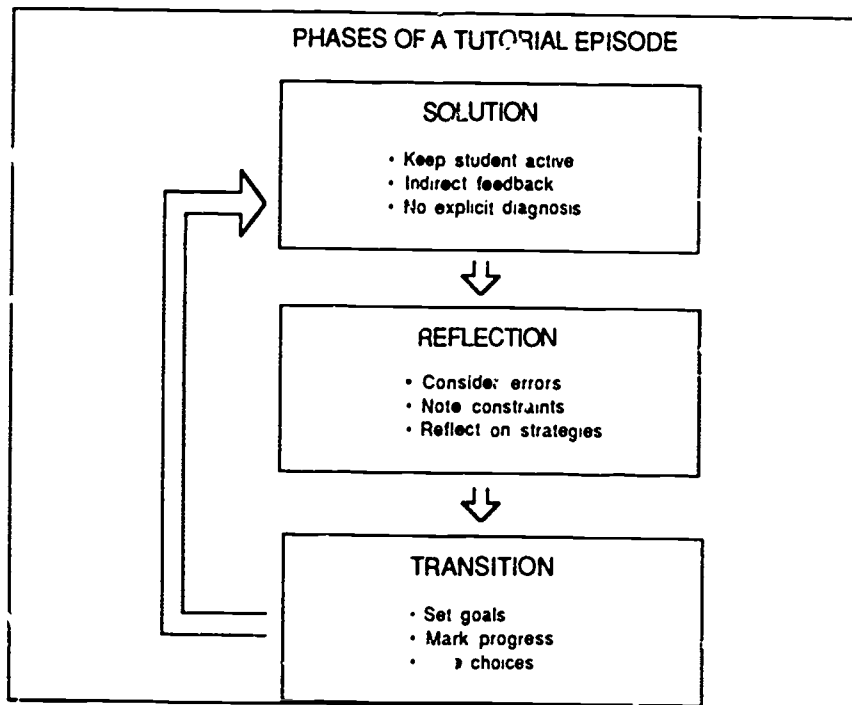 PHASES OF A TUTORIAL EPISODE
SOLUTION
• Keep student active
• Indirect feedback
• No explicit diagnosis
REFLECTION
• Consider errors
• Note constraints
• Reflect on strategies
TRANSITION
• Set goals
• Mark progress
• choices